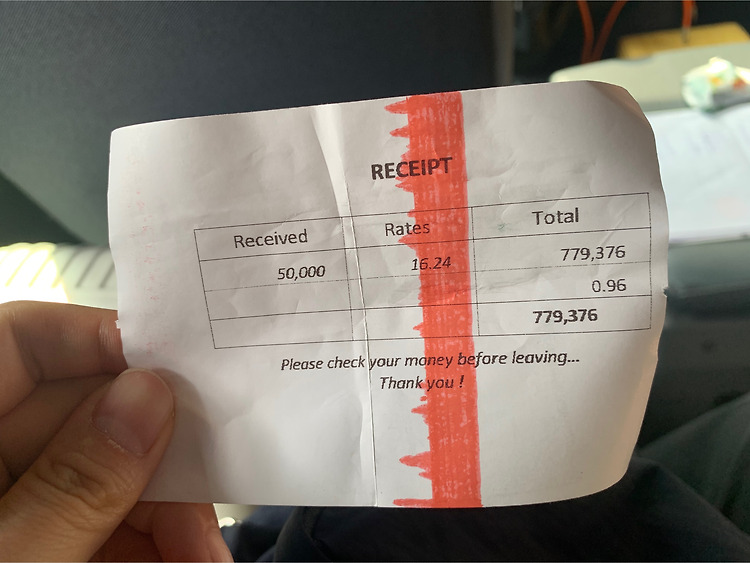 RECEIPT
Received Rates Total
50,000 16.24 779,376
0.96
779,376
Please check your money before leaving...
Thank you !